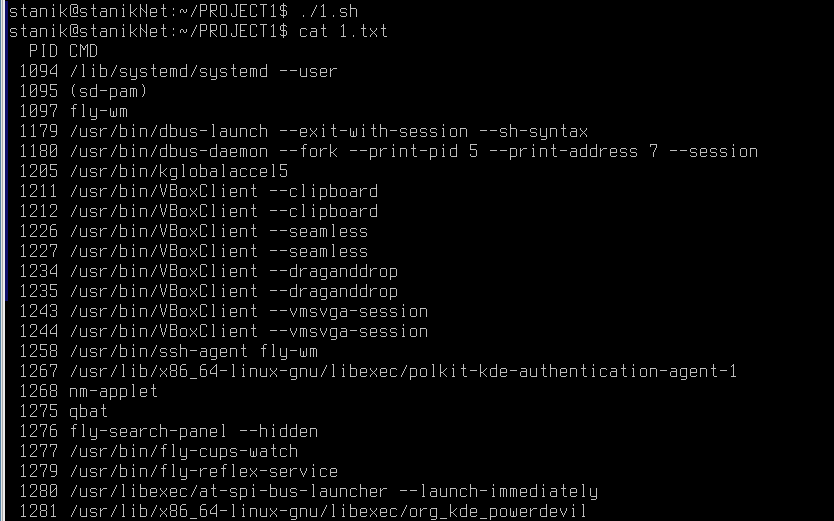 stanik@stanikNet:~/PROJECT1$ ./1.sh
stanik@stanikNet:~/PROJECT1$ cat 1.txt
  PID CMD
 1094 /lib/systemd/systemd --user
 1095 (sd-pam)
 1097 fly-wm
 1179 /usr/bin/dbus-launch --exit-with-session --sh-syntax
 1180 /usr/bin/dbus-daemon --fork --print-pid 5 --print-address 7 --session
 1205 /usr/bin/kglobalaccel5
 1211 /usr/bin/VBoxClient --clipboard
 1212 /usr/bin/VBoxClient --clipboard
 1226 /usr/bin/VBoxClient --seamless
 1227 /usr/bin/VBoxClient --seamless
 1234 /usr/bin/VBoxClient --draganddrop
 1235 /usr/bin/VBoxClient --draganddrop
 1243 /usr/bin/VBoxClient --vmsvga-session
 1244 /usr/bin/VBoxClient --vmsvga-session
 1258 /usr/bin/ssh-agent fly-wm
 1267 /usr/lib/x86_64-linux-gnu/libexec/polkit-kde-authentication-agent-1
 1268 nm-applet
 1275 qbat
 1276 fly-search-panel --hidden
 1277 /usr/bin/fly-cups-watch
 1279 /usr/bin/fly-reflex-service
 1280 /usr/libexec/at-spi-bus-launcher --launch-immediately
 1281 /usr/lib/x86_64-linux-gnu/libexec/org_kde_powerdevil